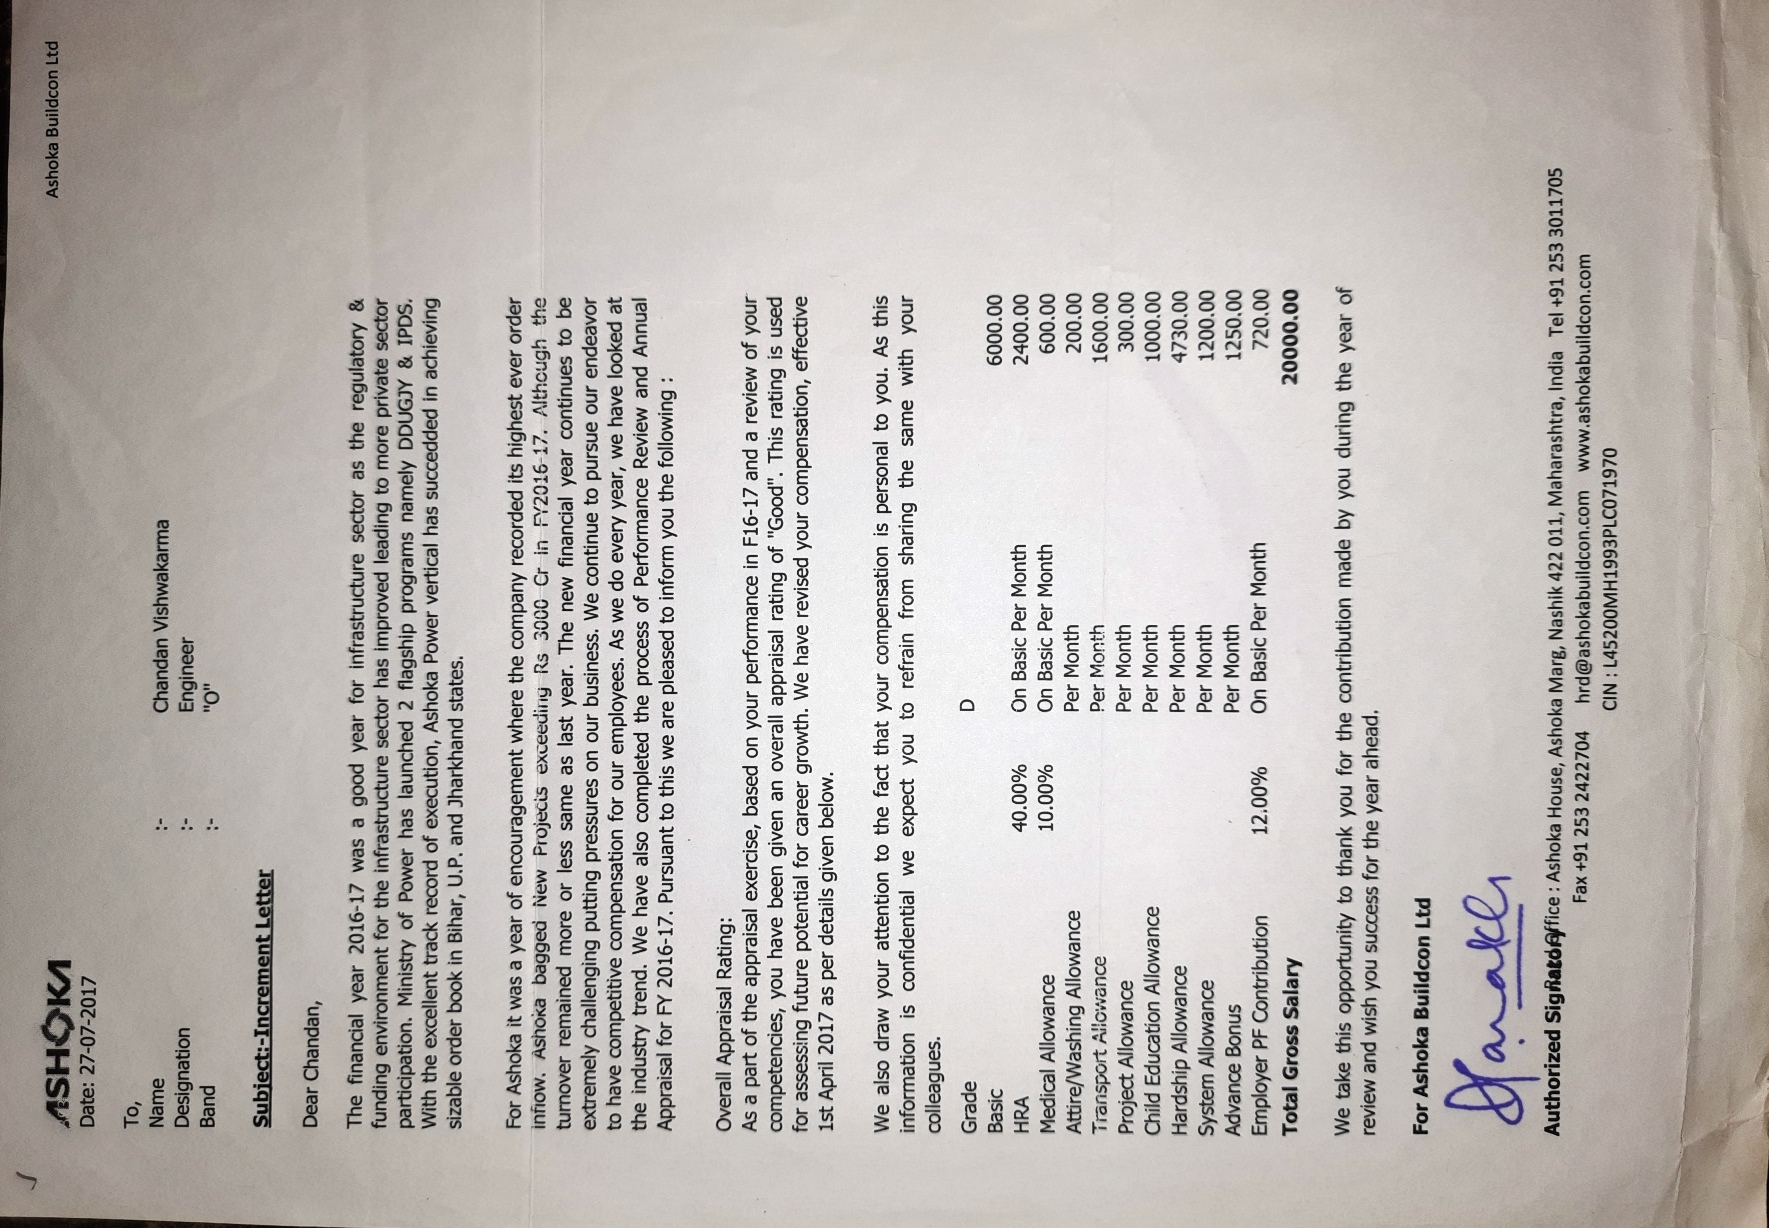 ASHOKA
Ashoka Buildcon Ltd
Date: 27-07-2017
To,
Name :- Chandan Vishwakarma
Designation :- Engineer
Band :- "O"
Subject:-Increment Letter
Dear Chandan,
The financial year 2016-17 was a good year for infrastructure sector as the regulatory &
funding environment for the infrastructure sector has improved leading to more private sector
participation. Ministry of Power has launched 2 flagship programs namely DDUGJY & IPDS.
With the excellent track record of execution, Ashoka Power vertical has succedded in achieving
sizable order book in Bihar, U.P. and Jharkhand states.
For Ashoka it was a year of encouragement where the company recorded its highest ever order
inflow. Ashoka bagged New Projects exceeding Rs 3000 Cr in FY2016-17. Although the
turnover remained more or less same as last year. The new financial year continues to be
extremely challenging putting pressures on our business. We continue to pursue our endeavor
to have competitive compensation for our employees. As we do every year, we have looked at
the industry trend. We have also completed the process of Performance Review and Annual
Appraisal for FY 2016-17. Pursuant to this we are pleased to inform you the following :
Overall Appraisal Rating:
As a part of the appraisal exercise, based on your performance in F16-17 and a review of your
competencies, you have been given an overall appraisal rating of "Good". This rating is used
for assessing future potential for career growth. We have revised your compensation, effective
1st April 2017 as per details given below.
We also draw your attention to the fact that your compensation is personal to you. As this
information is confidential we expect you to refrain from sharing the same with your
colleagues.
Grade D
Basic 6000.00
HRA 40.00% On Basic Per Month 2400.00
Medical Allowance 10.00% On Basic Per Month 600.00
Attire/Washing Allowance Per Month 200.00
Transport Allowance Per Month 1600.00
Project Allowance Per Month 300.00
Child Education Allowance Per Month 1000.00
Hardship Allowance Per Month 4730.00
System Allowance Per Month 1200.00
Advance Bonus Per Month 1250.00
Employer PF Contribution 12.00% On Basic Per Month 720.00
Total Gross Salary 20000.00
We take this opportunity to thank you for the contribution made by you during the year of
review and wish you success for the year ahead.
For Ashoka Buildcon Ltd
Authorized Signatory Office : Ashoka House, Ashoka Marg, Nashik 422 011, Maharashtra, India Tel +91 253 3011705
Fax +91 253 2422704 hrd@ashokabuildcon.com www.ashokabuildcon.com
CIN : L45200MH1993PLC071970